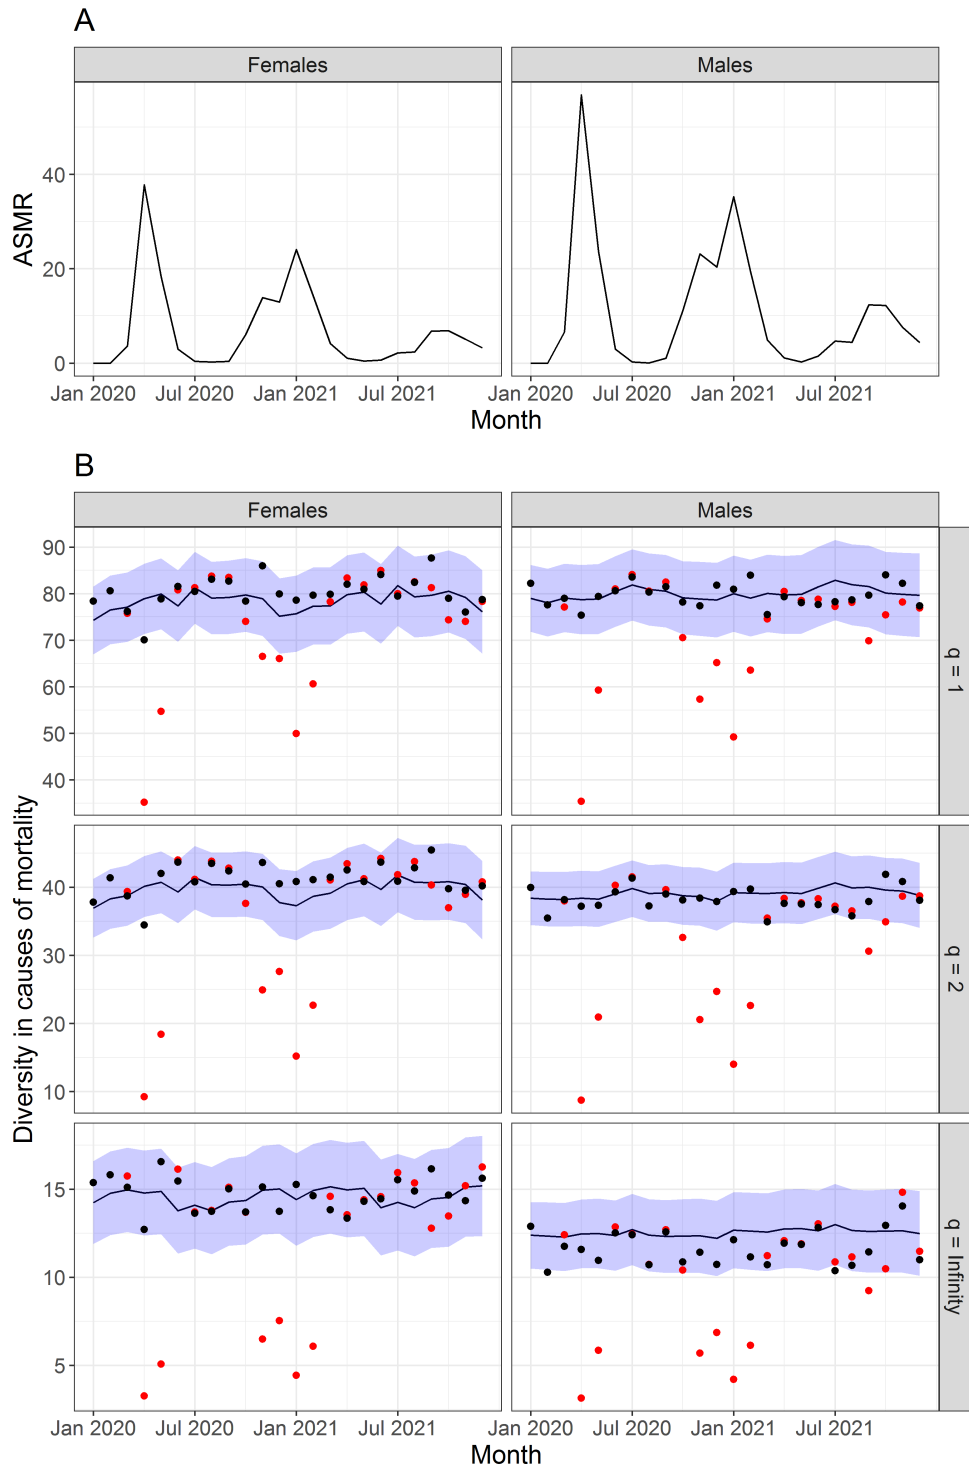 A
Females
Males
ASMR
40
20
0
Jan 2020
Jul 2020
Jan 2021
Jul 2021
Jan 2020
Jul 2020
Jan 2021
Jul 2021
Month
B
Females
Males
Diversity in causes of mortality
90
80
70
60
50
40
q = 1
40
30
20
10
q = 2
15
10
5
q = Infinity
Jan 2020
Jul 2020
Jan 2021
Jul 2021
Jan 2020
Jul 2020
Jan 2021
Jul 2021
Month